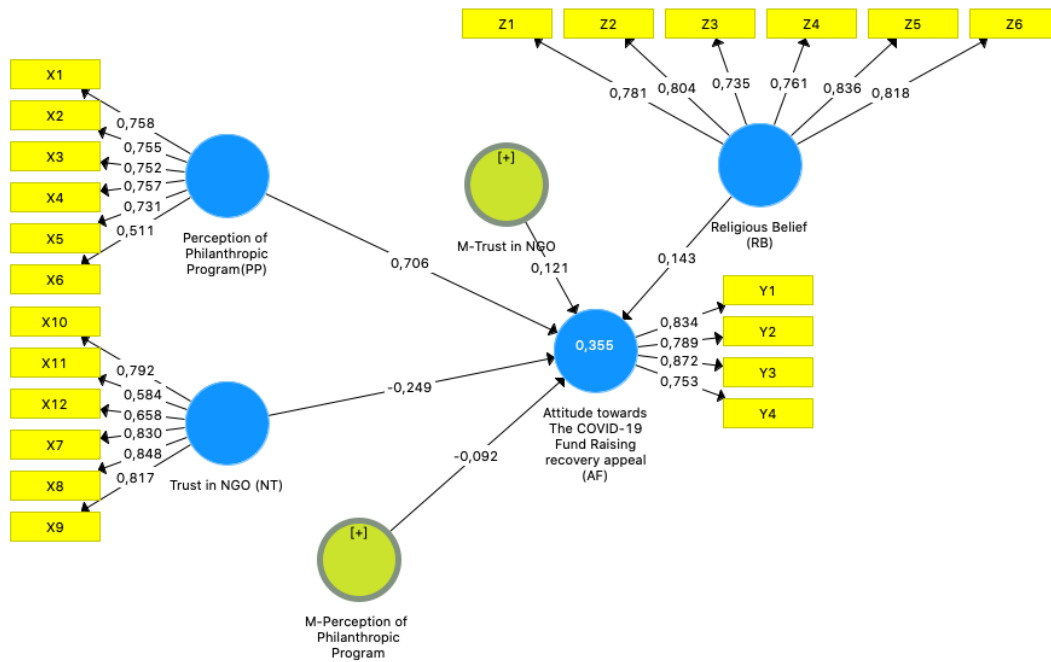 Z1
Z2
Z3
Z4
Z5
Z6
0,781
0,804
0,735
0,761
0,836
0,818
Religious Belief
(RB)
0,143
X1
X2
X3
X4
X5
X6
0,758
0,755
0,752
0,757
0,731
0,511
Perception of
Philanthropic
Program(PP)
0,706
[+]
M-Trust in NGO
0,121
X10
X11
X12
X7
X8
X9
0,792
0,584
0,658
0,830
0,848
0,817
Trust in NGO (NT)
-0,249
0,355
Attitude towards
The COVID-19
Fund Raising
recovery appeal
(AF)
0,834
0,789
0,872
0,753
Y1
Y2
Y3
Y4
-0,092
[+]
M-Perception of
Philanthropic
Program